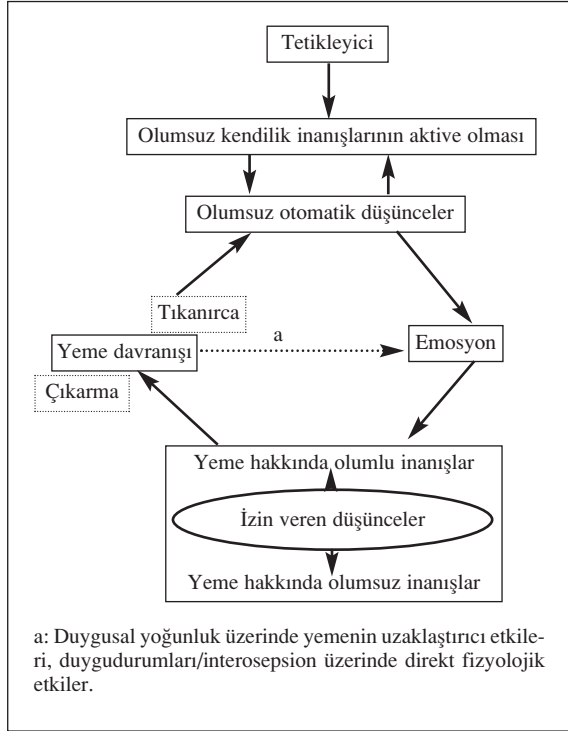 Tetikleyici
Olumsuz kendilik inanışlarının aktive olması
Olumsuz otomatik düşünceler
Tıkanırca
a
Yeme davranışı
Emosyon
Çıkarma
Yeme hakkında olumlu inanışlar
İzin veren düşünceler
Yeme hakkında olumsuz inanışlar
a: Duygusal yoğunluk üzerinde yemenin uzaklaştırıcı etkile-
ri, duygudurumları/interosepsion üzerinde direkt fizyolojik
etkiler.